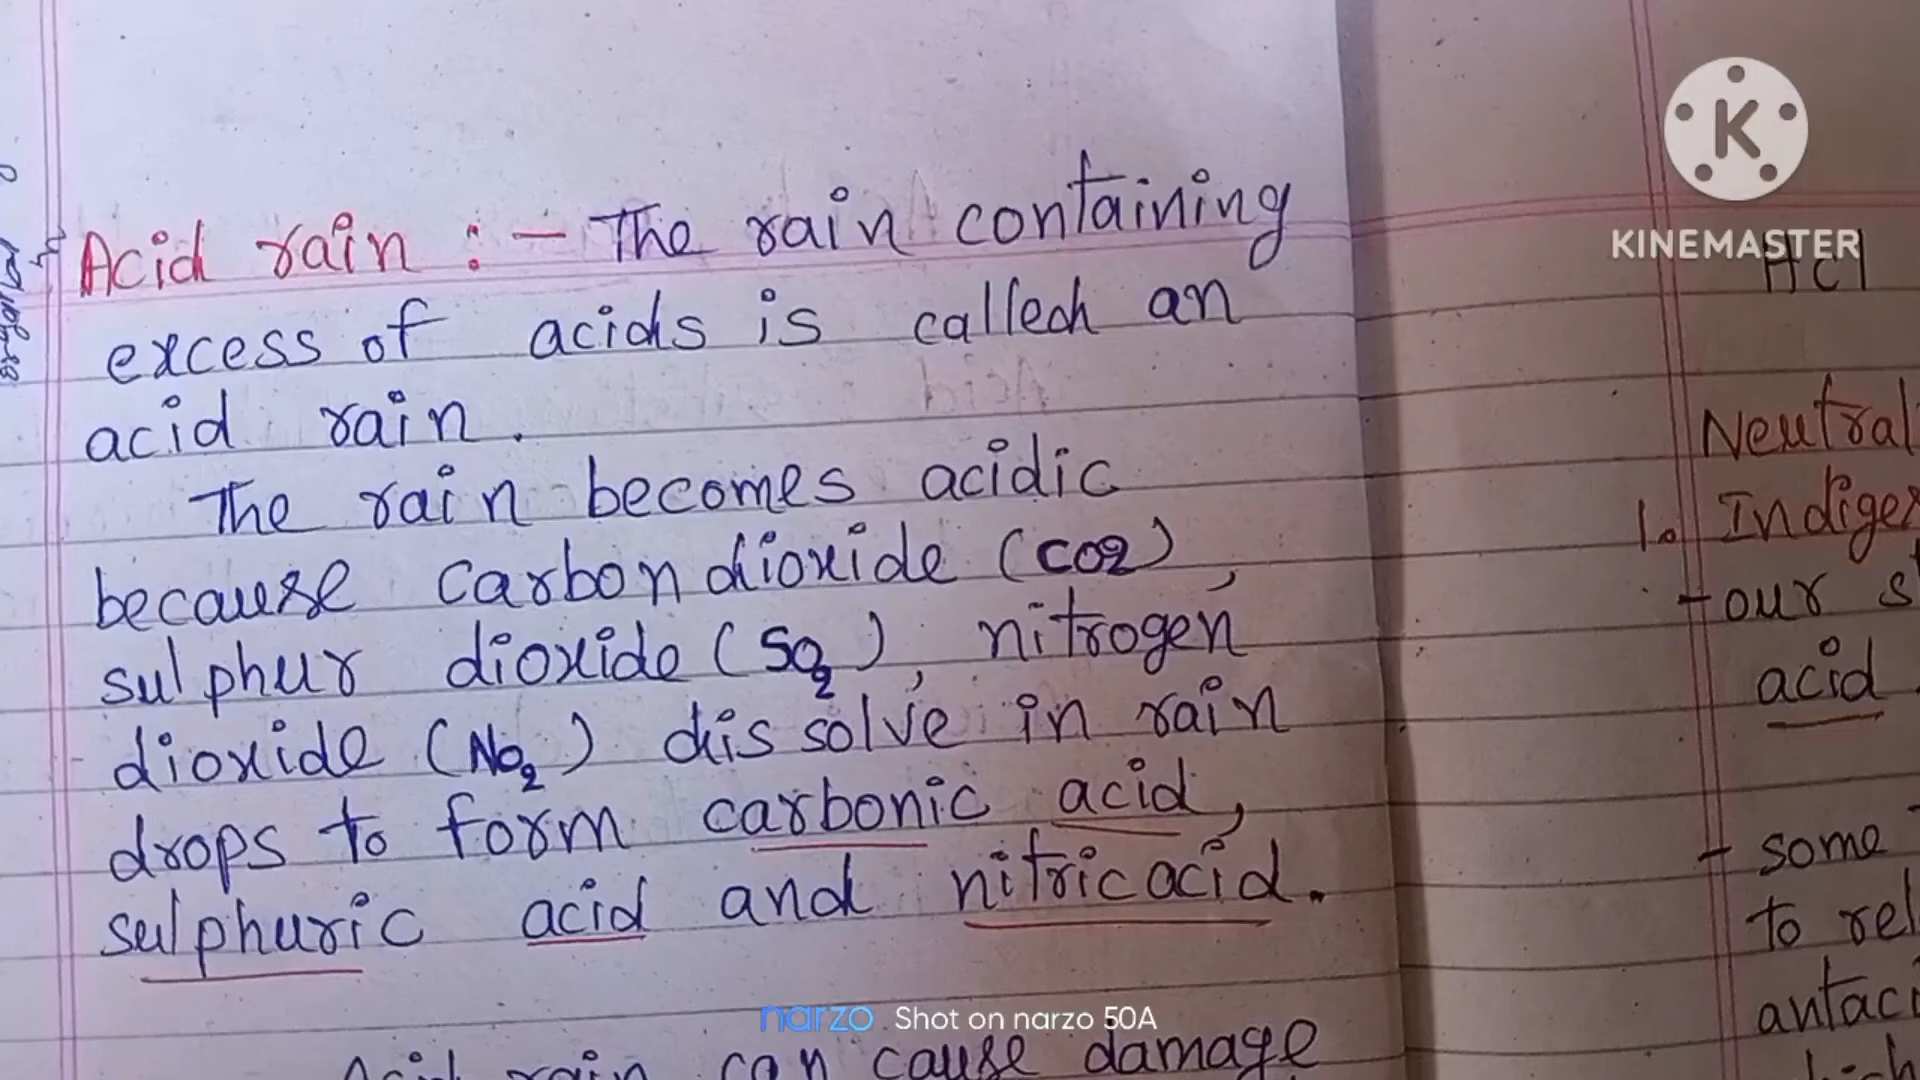 Acid rain :- The rain containing
excess of acids is called an
acid rain.
The rain becomes acidic
because carbondioxide (CO2),
sulphur dioxide (SO2), nitrogen
dioxide (NO2) dissolve in rain
drops to form carbonic acid,
sulphuric acid and nitric acid.
Acid rain can cause damage
KINEMASTER
HCl
Neutral
1. Indiges
- our s
acid
- some
to rel
antaci
narzo Shot on narzo 50A